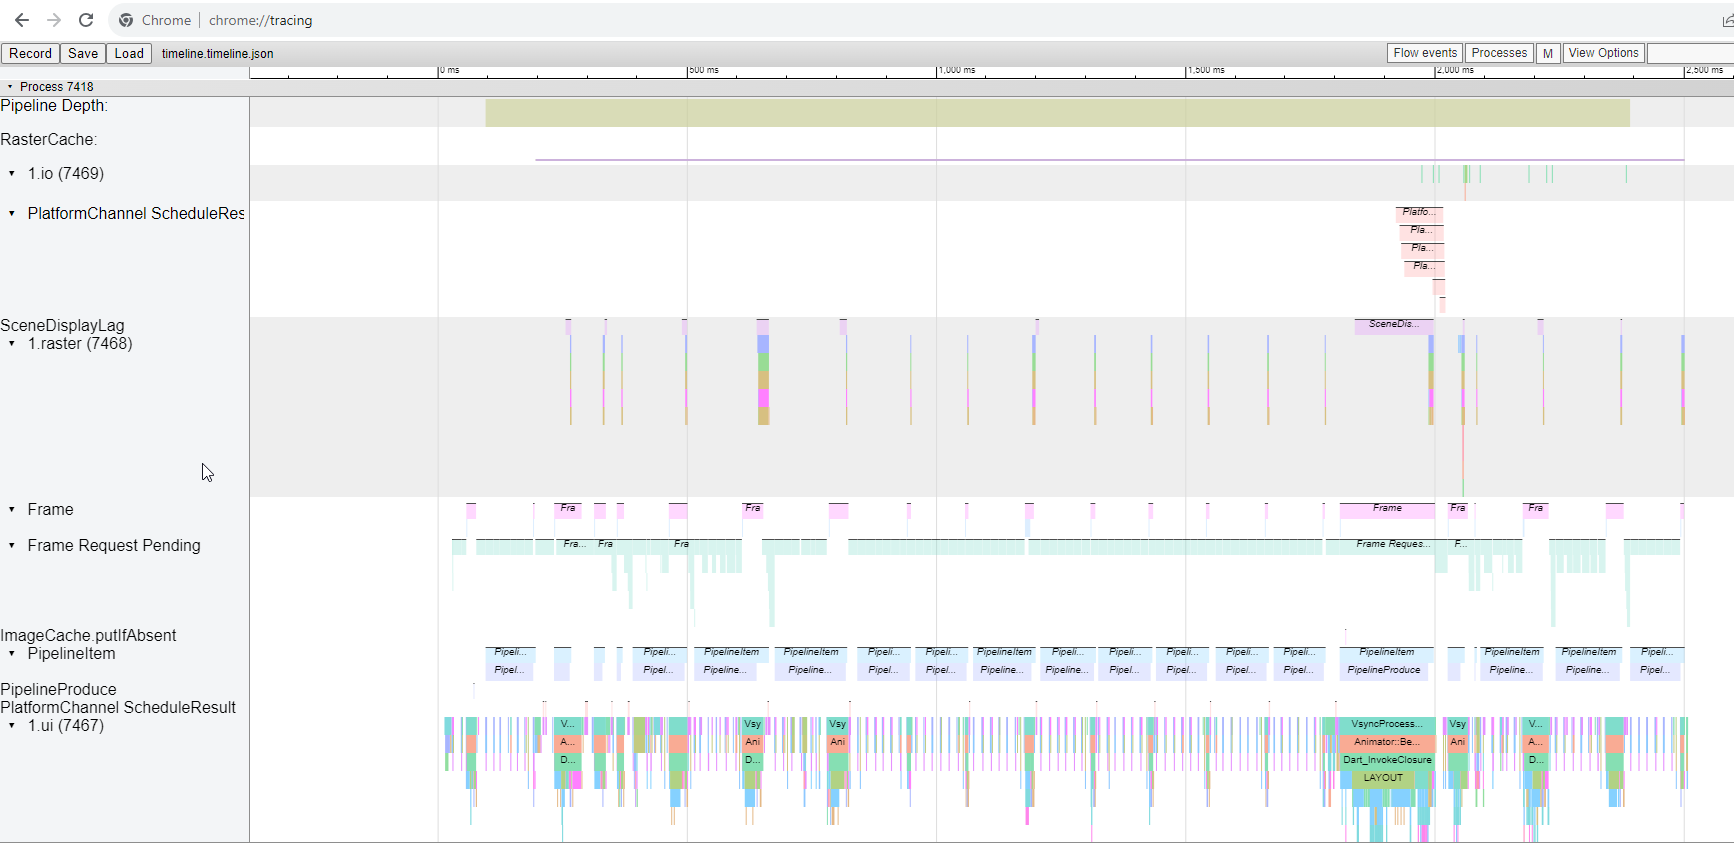 Chrome chrome://tracing
Record Save Load timeline.timeline.json Flow events Processes M View Options
0 ms 500 ms 1,000 ms 1,500 ms 2,000 ms 2,500 ms
Process 7418
Pipeline Depth:
RasterCache:
1.io (7469)
PlatformChannel ScheduleRes Platfo...
Pla...
Pla...
Pla...
SceneDisplayLag SceneDis...
1.raster (7468)
Frame Fra Fra Frame Fra Fra
Frame Request Pending Fra... Fra Fra Frame Reques... F...
ImageCache.putIfAbsent
PipelineItem Pipeli... Pipeli... PipelineItem PipelineItem Pipeli... Pipeli... PipelineItem Pipeli... Pipeli... Pipeli... Pipeli... Pipeli... PipelineItem PipelineItem PipelineItem Pipeli...
Pipel... Pipel... Pipeline... Pipeline... Pipel... Pipel... Pipeline... Pipeline... Pipel... Pipel... Pipel... Pipel... PipelineProduce Pipeline... Pipeline... Pipel...
PipelineProduce
PlatformChannel ScheduleResult
1.ui (7467) V... Vsy Vsy VsyncProcess... Vsy V...
A... Ani Ani Animator::Be... Ani A...
D... D... Dart_InvokeClosure D...
LAYOUT